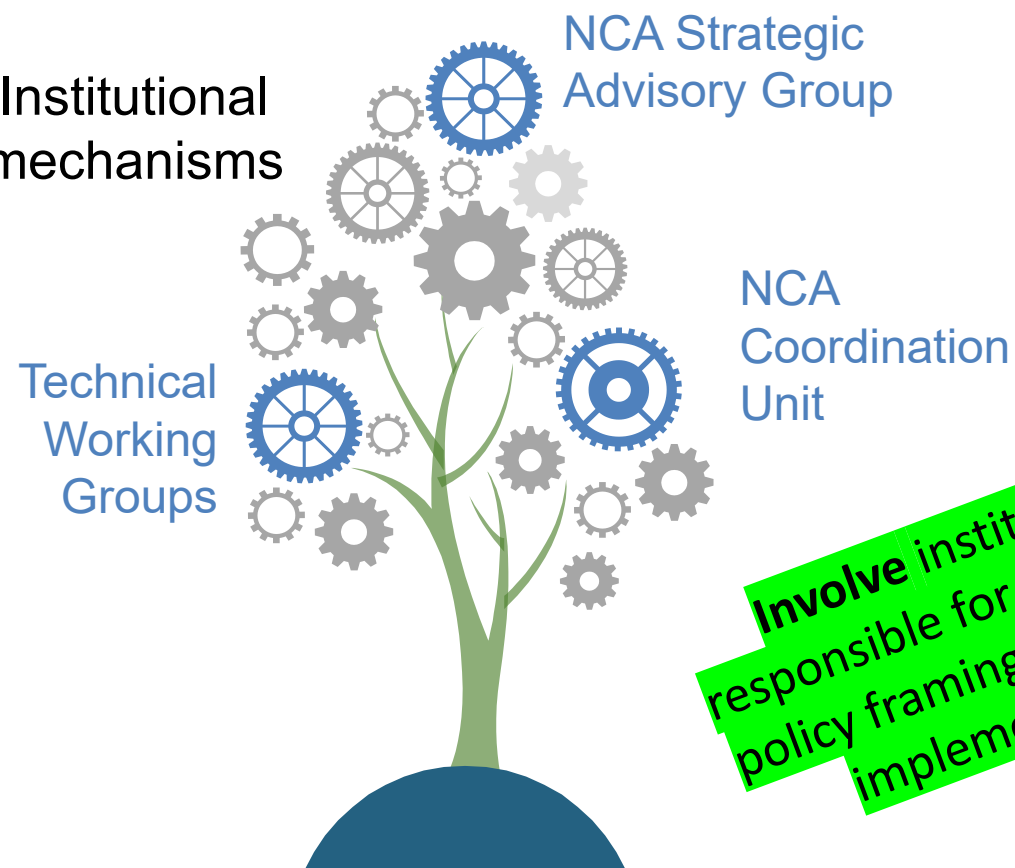 NCA Strategic
Advisory Group
Institutional
mechanisms
NCA
Coordination
Unit
Technical
Working
Groups
Involve
responsible for
policy framing